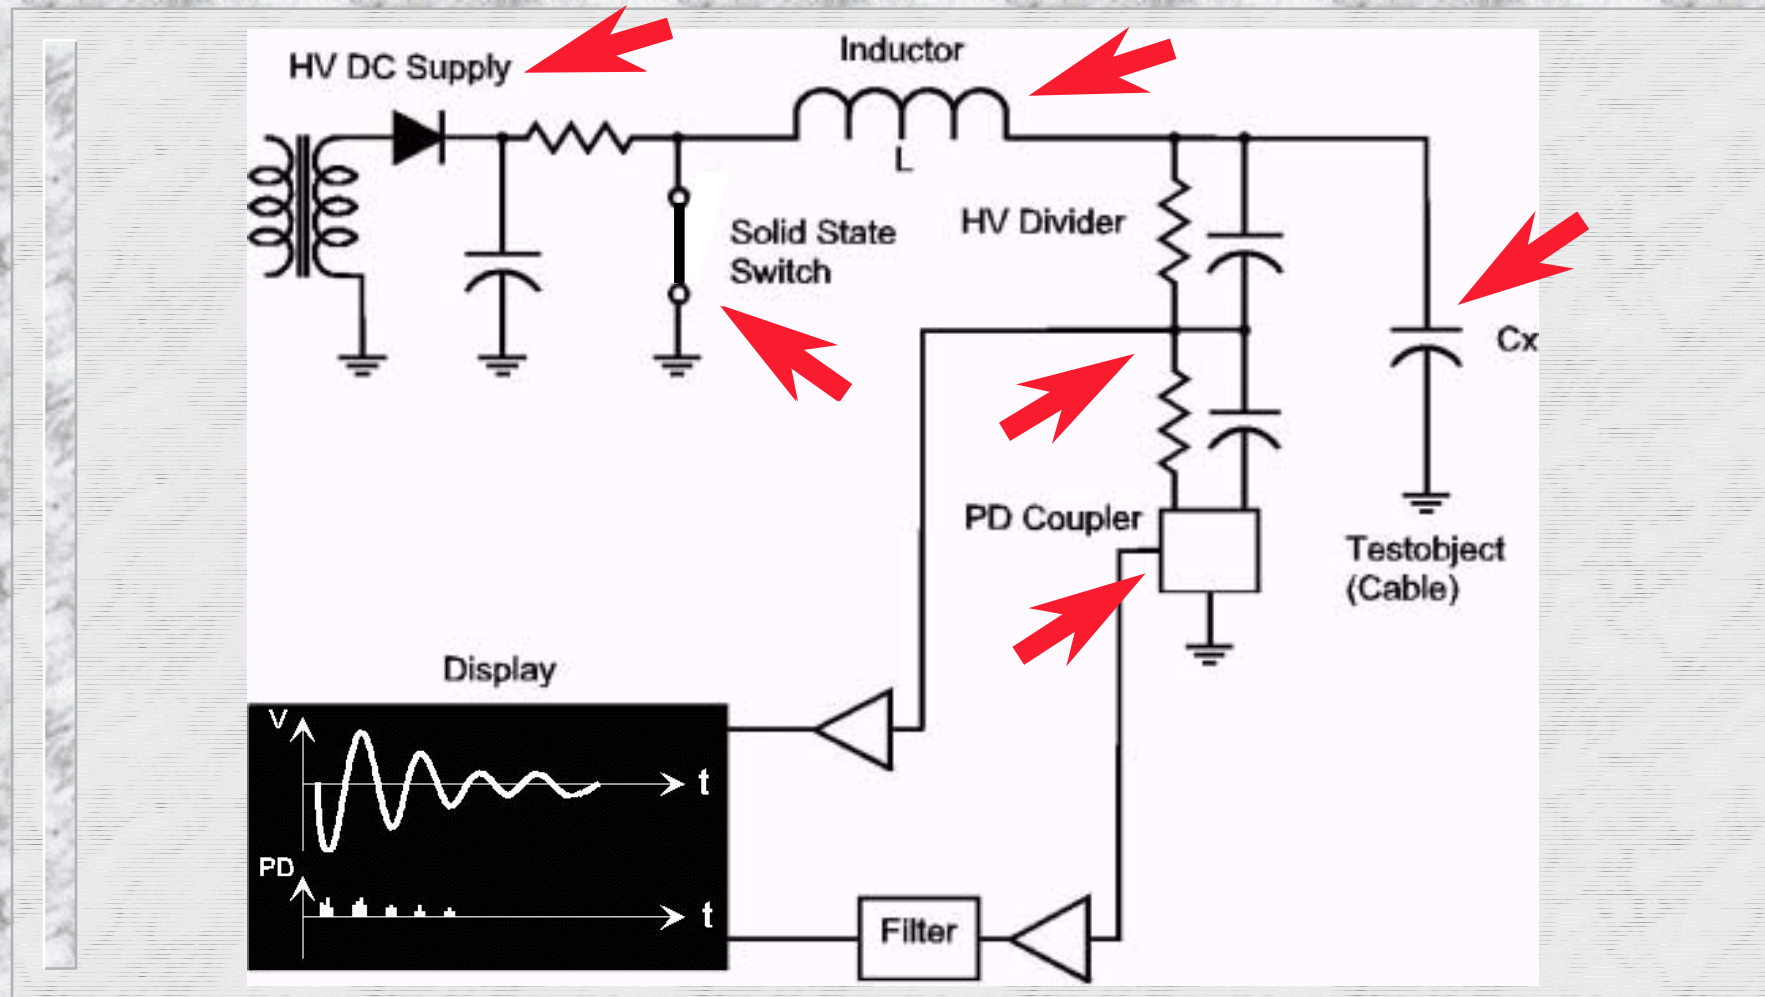 HV DC Supply
Inductor
L
Solid State
Switch
HV Divider
Cx
PD Coupler
Testobject
(Cable)
Display
V
t
PD
t
Filter